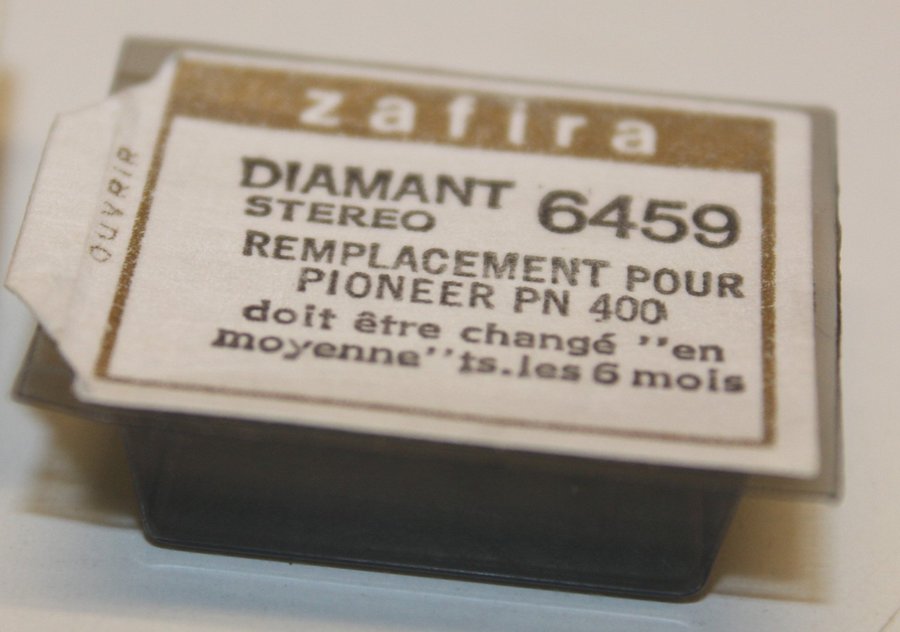 zafira
OUVRIR
DIAMANT 6459
STEREO
REMPLACEMENT POUR
PIONEER PN 400
doit être changé "en
moyenne" ts.les 6 mois